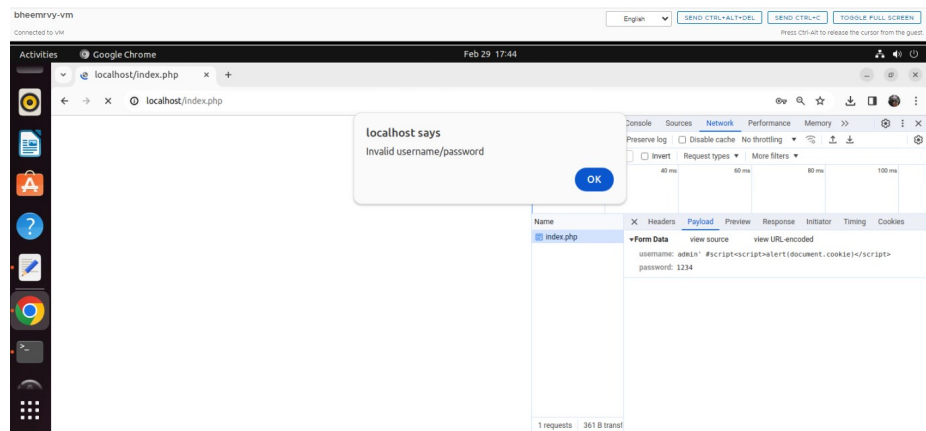 bheemrvy-vm
English
SEND CTRL+ALT+DEL
SEND CTRL+C
TOGGLE FULL SCREEN
Connected to VM
Press Ctrl-Alt to release the cursor from the guest.
Activities
Google Chrome
Feb 29 17:44
localhost/index.php
localhost/index.php
localhost says
Invalid username/password
OK
Console Sources Network Performance Memory
Preserve log Disable cache No throttling
Invert Request types More filters
40 ms 60 ms 80 ms 100 ms
Name
Headers Payload Preview Response Initiator Timing Cookies
index.php
Form Data view source view URL-encoded
username: admin' #script<script>alert(document.cookie)</script>
password: 1234
1 requests 361 B transf